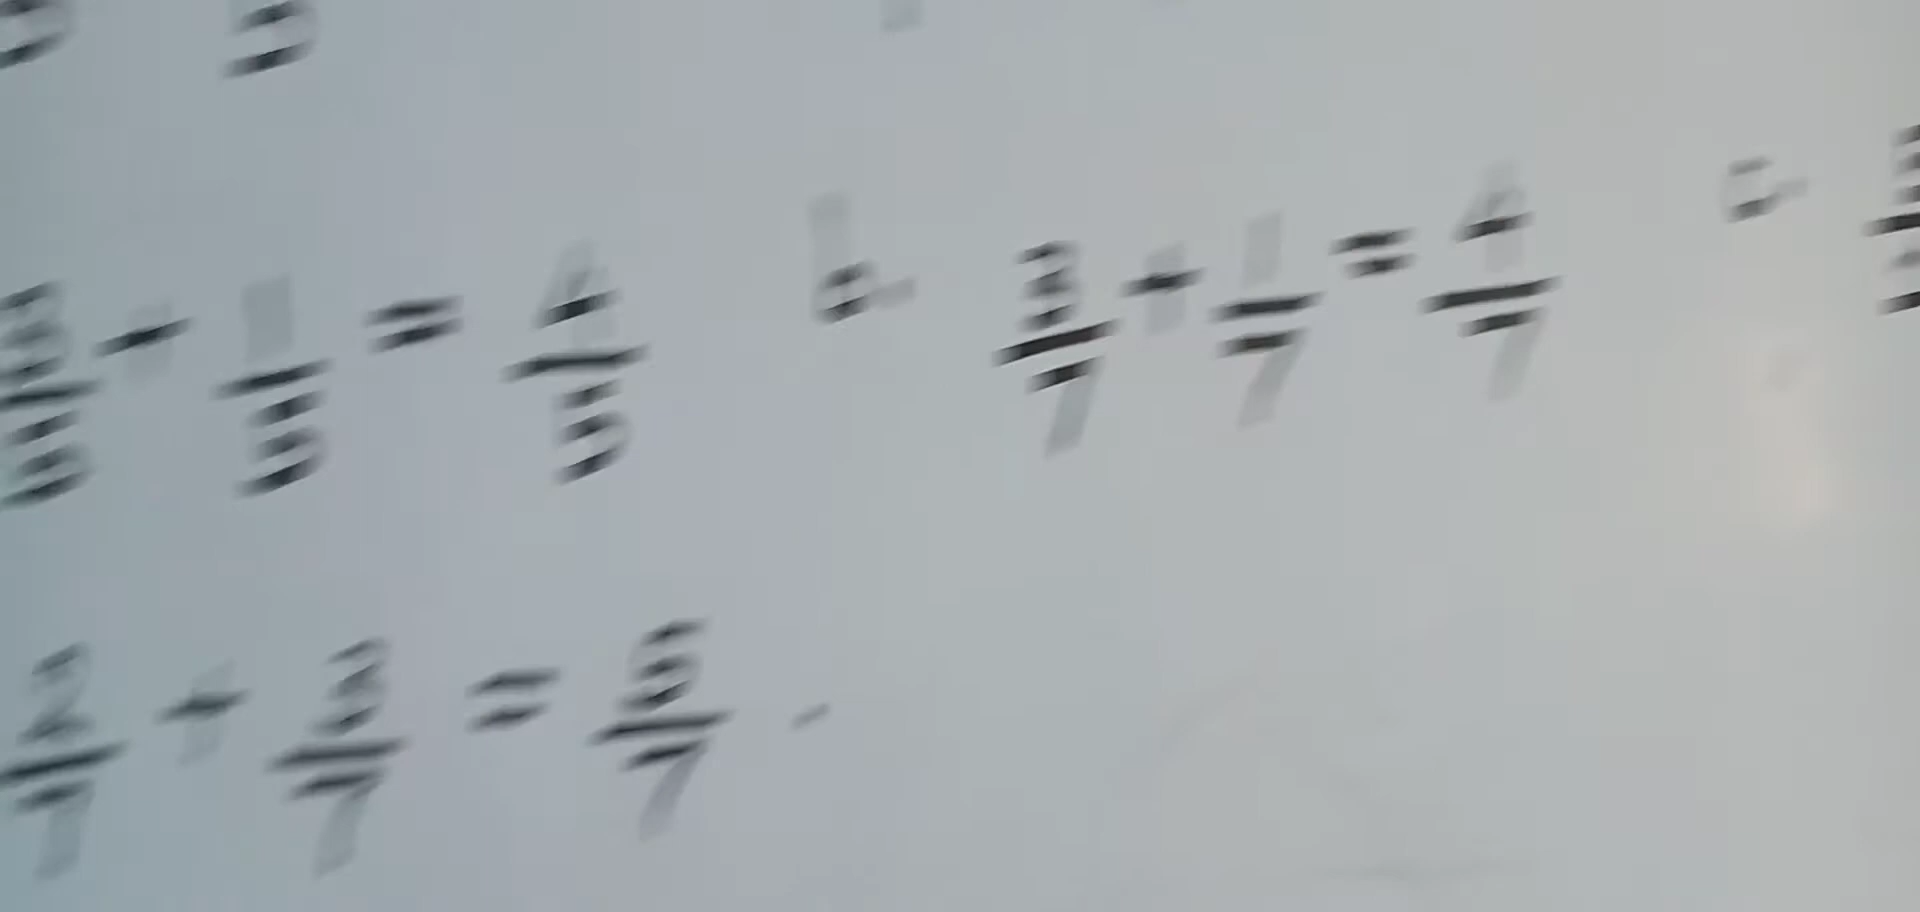 3/5 + 1/5 = 4/5 b. 3/7 + 1/7 = 4/7 c.
2/7 + 3/7 = 5/7